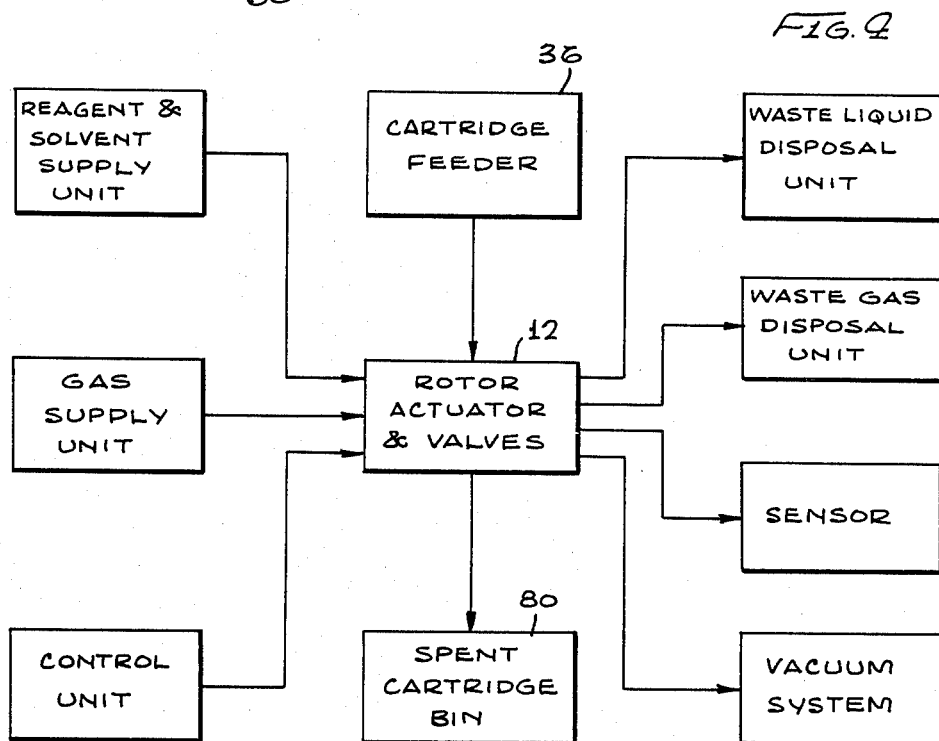 FIG. 9
36
REAGENT &
SOLVENT
SUPPLY
UNIT
CARTRIDGE
FEEDER
WASTE LIQUID
DISPOSAL
UNIT
WASTE GAS
DISPOSAL
UNIT
12
GAS
SUPPLY
UNIT
ROTOR
ACTUATOR
& VALVES
SENSOR
80
CONTROL
UNIT
SPENT
CARTRIDGE
BIN
VACUUM
SYSTEM